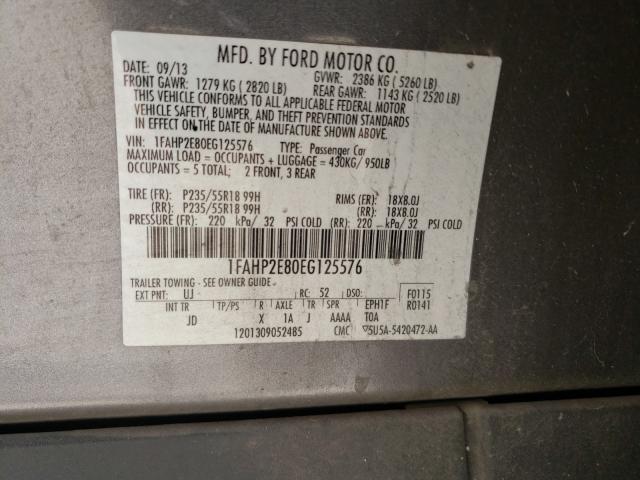 MFD. BY FORD MOTOR CO.
DATE: 09/13 GVWR: 2386 KG ( 5260 LB)
FRONT GAWR: 1279 KG ( 2820 LB) REAR GAWR: 1143 KG ( 2520 LB)
THIS VEHICLE CONFORMS TO ALL APPLICABLE FEDERAL MOTOR
VEHICLE SAFETY, BUMPER, AND THEFT PREVENTION STANDARDS
IN EFFECT ON THE DATE OF MANUFACTURE SHOWN ABOVE.
VIN: 1FAHP2E80EG125576 TYPE: Passenger Car
MAXIMUM LOAD = OCCUPANTS + LUGGAGE = 430KG/ 950LB
OCCUPANTS = 5 TOTAL; 2 FRONT, 3 REAR
TIRE (FR): P235/55R18 99H RIMS (FR): 18X8.0J
(RR): P235/55R18 99H (RR): 18X8.0J
PRESSURE (FR): 220 kPa/ 32 PSI COLD (RR): 220 kPa/ 32 PSI COLD
1FAHP2E80EG125576
TRAILER TOWING - SEE OWNER GUIDE -
EXT PNT: UJ RC: 52 DSO: F0115
INT TR TP/PS R AXLE TR SPR EPH1F R0141
JD X 1A J AAAA T0A
1201309052485 CMC 5U5A-5420472-AA